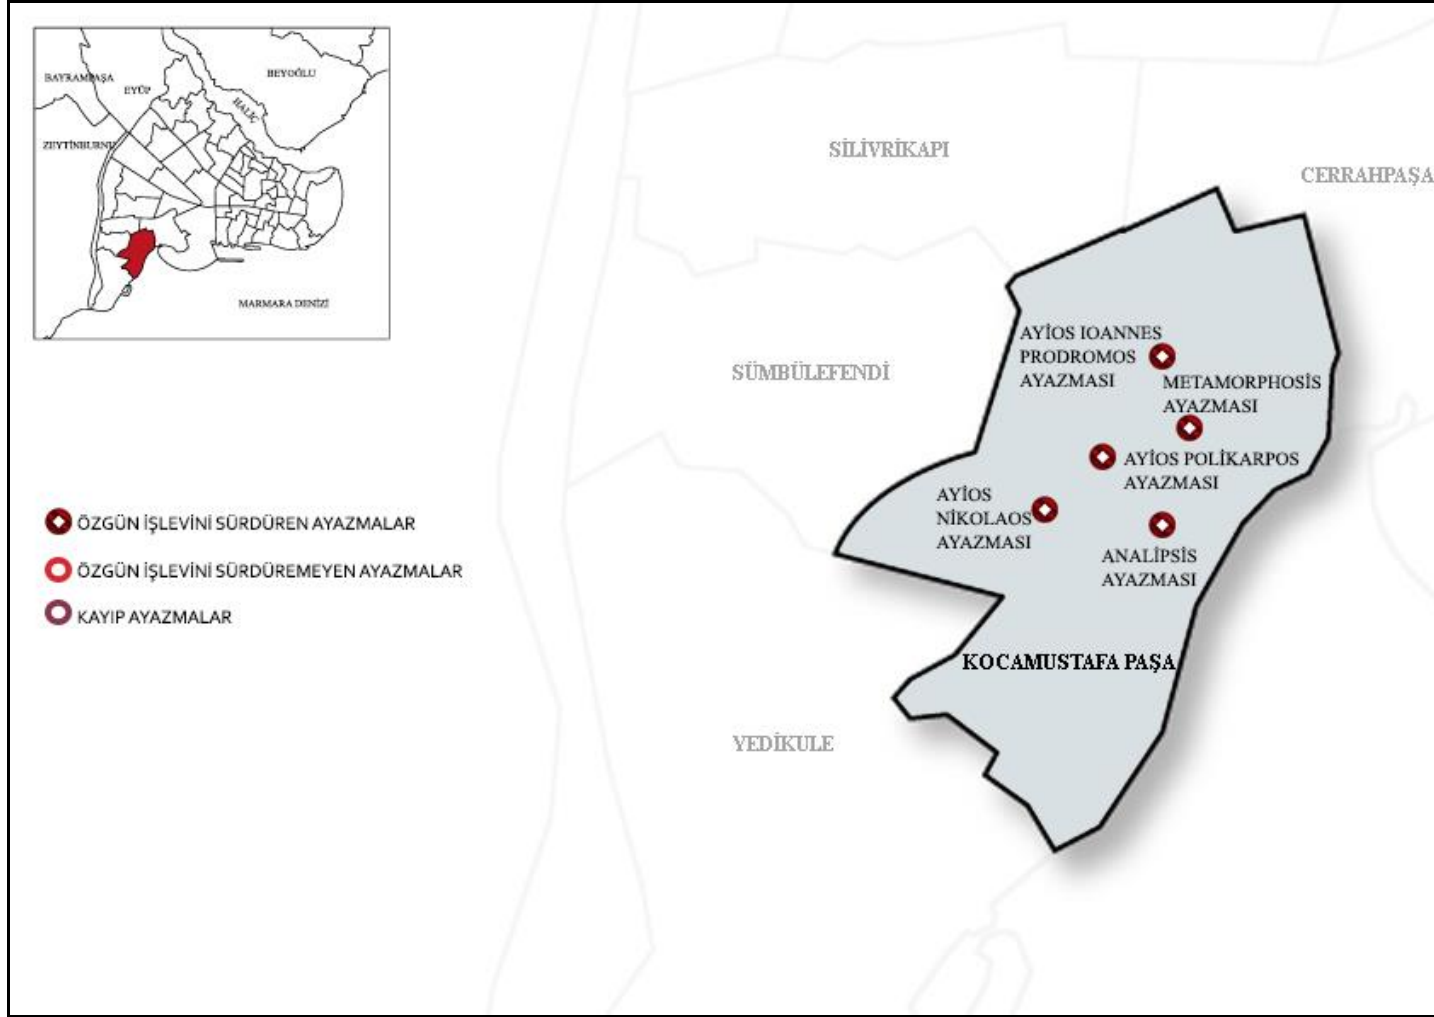 BAYRAMPAŞA
EYÜP
BEYOĞLU
HALİÇ
ZEYTİNBURNU
MARMARA DENİZİ
SİLİVRİKAPI
CERRAHPAŞA
SÜMBÜLEFENDİ
AYİOS IOANNES
PRODROMOS
AYAZMASI
METAMORPHOSİS
AYAZMASI
AYİOS POLİKARPOS
AYAZMASI
AYİOS
NİKOLAOS
AYAZMASI
ANALİPSİS
AYAZMASI
ÖZGÜN İŞLEVİNİ SÜRDÜREN AYAZMALAR
ÖZGÜN İŞLEVİNİ SÜRDÜREMEYEN AYAZMALAR
KAYIP AYAZMALAR
KOCAMUSTAFA PAŞA
YEDİKULE